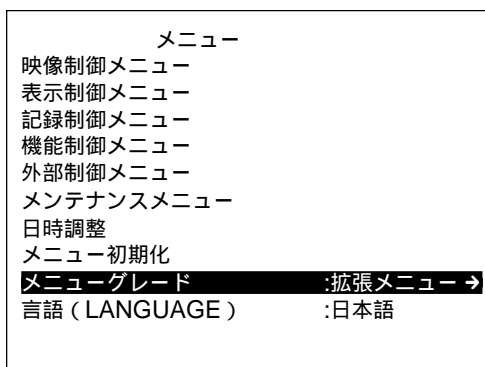 メニュー
映像制御メニュー
表示制御メニュー
記録制御メニュー
機能制御メニュー
外部制御メニュー
メンテナンスメニュー
日時調整
メニュー初期化
メニューグレード :拡張メニュー →
言語(LANGUAGE) :日本語